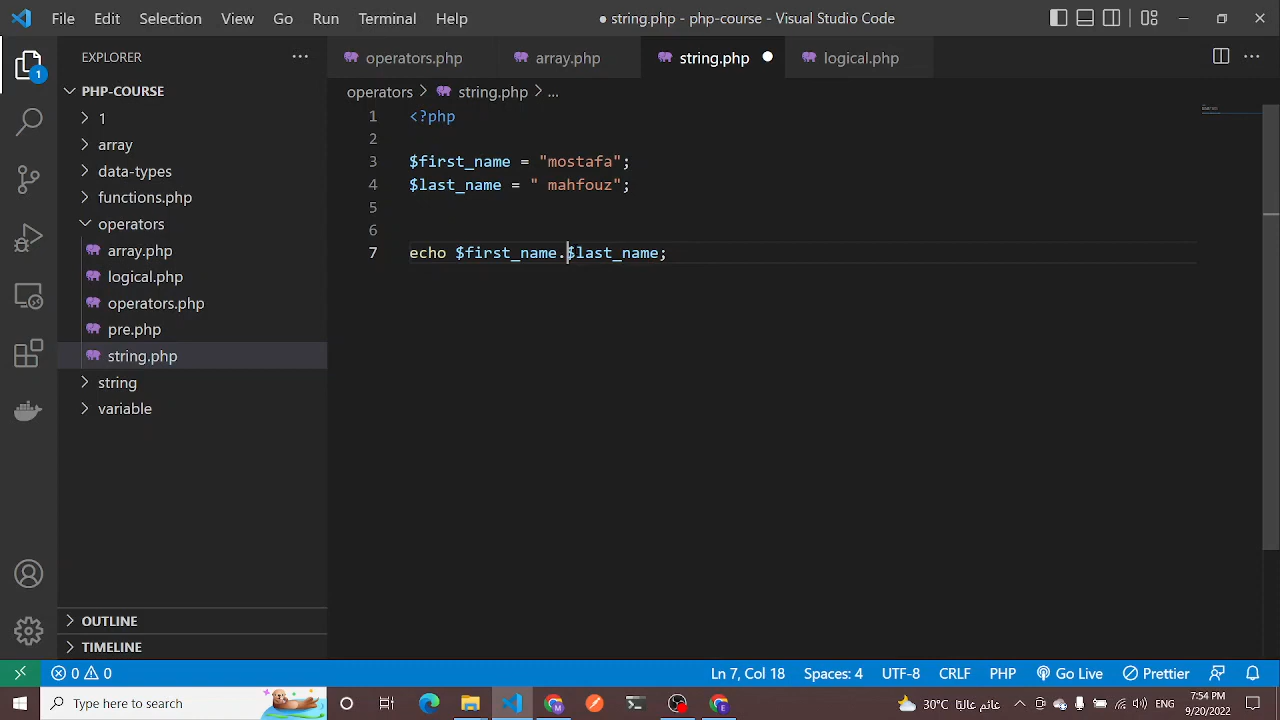 File Edit Selection View Go Run Terminal Help
● string.php - php-course - Visual Studio Code
EXPLORER
operators.php
array.php
string.php
logical.php
1
PHP-COURSE
1
array
data-types
functions.php
operators
array.php
logical.php
operators.php
pre.php
string.php
string
variable
OUTLINE
TIMELINE
operators > string.php > ...
1 <?php
2
3 $first_name = "mostafa";
4 $last_name = " mahfouz";
5
6
7 echo $first_name.$last_name;
0 0
Ln 7, Col 18 Spaces: 4 UTF-8 CRLF PHP Go Live Prettier
Type here to search
30°C
7:54 PM
9/20/2022